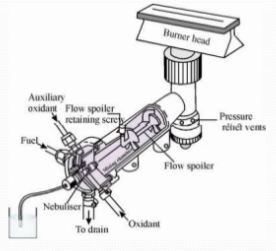 Burner head
Auxiliary
oxidant
Flow spoiler
retaining screw
Fuel
Pressure
relief vents
Flow spoiler
Nebuliser
Oxidant
To drain